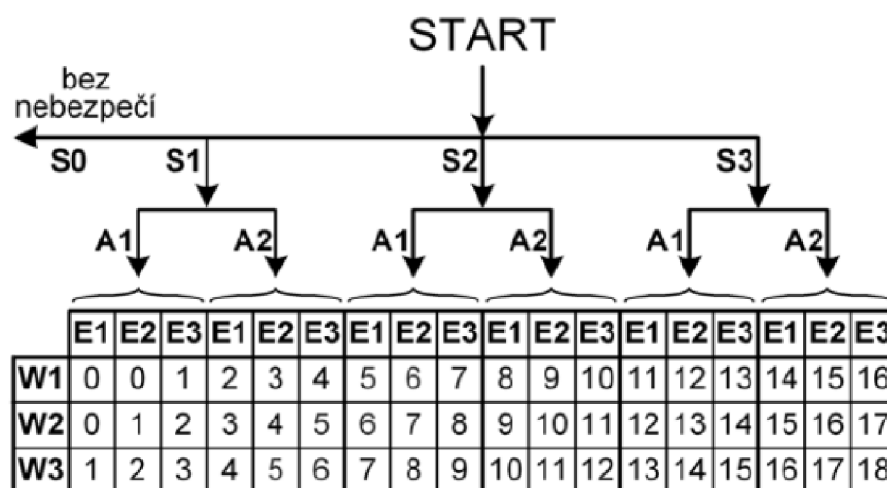 START
bez
nebezpečí
S0 S1 S2 S3
A1 A2 A1 A2 A1 A2
E1 E2 E3 E1 E2 E3 E1 E2 E3 E1 E2 E3 E1 E2 E3 E1 E2 E3
W1 0 0 1 2 3 4 5 6 7 8 9 10 11 12 13 14 15 16
W2 0 1 2 3 4 5 6 7 8 9 10 11 12 13 14 15 16 17
W3 1 2 3 4 5 6 7 8 9 10 11 12 13 14 15 16 17 18